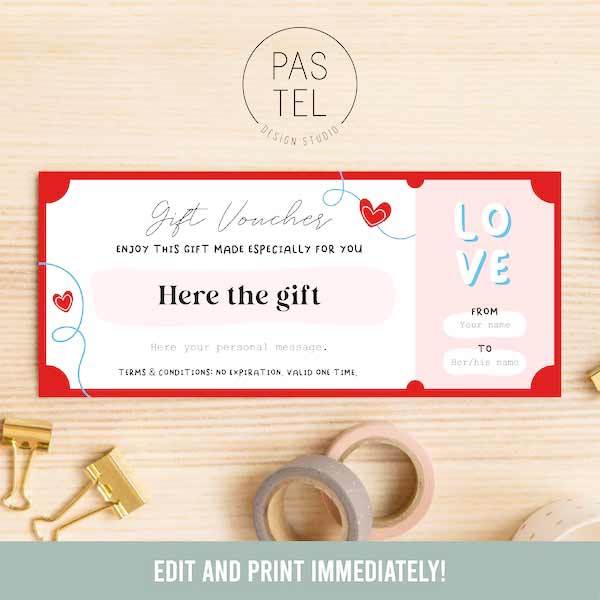 PAS
TEL
DESIGN STUDIO
Gift Voucher
ENJOY THIS GIFT MADE ESPECIALLY FOR YOU
Here the gift
Here your personal message.
TERMS & CONDITIONS: NO EXPIRATION. VALID ONE TIME.
LO
VE
FROM
Your name
TO
Her/his name
EDIT AND PRINT IMMEDIATELY!